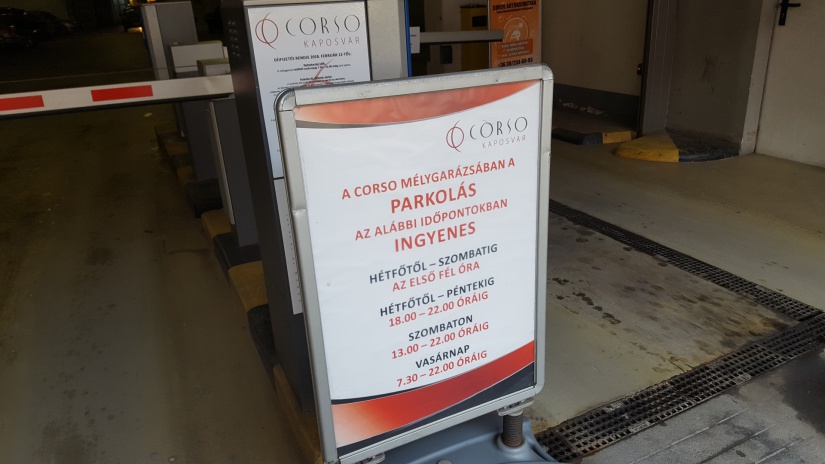 CORSO
KAPOSVÁR
CORSO
KAPOSVÁR
A CORSO MÉLYGARÁZSÁBAN A
PARKOLÁS
AZ ALÁBBI IDŐPONTOKBAN
INGYENES
HÉTFŐTŐL – SZOMBATIG
AZ ELSŐ FÉL ÓRA
HÉTFŐTŐL – PÉNTEKIG
18.00 – 22.00 ÓRÁIG
SZOMBATON
13.00 – 22.00 ÓRÁIG
VASÁRNAP
7.30 – 22.00 ÓRÁIG